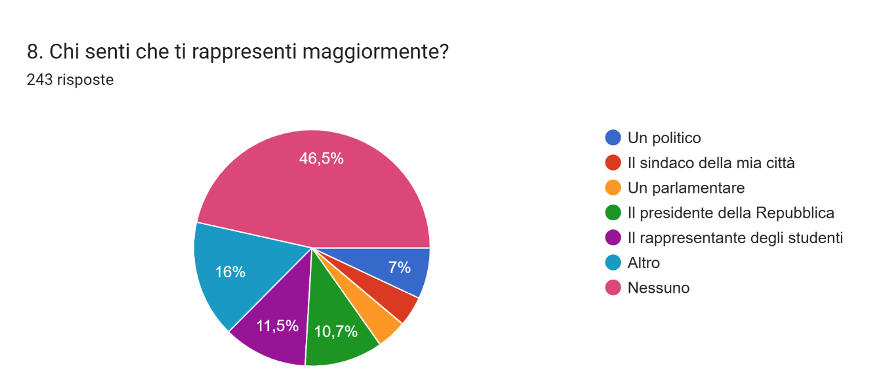 8. Chi senti che ti rappresenti maggiormente?
243 risposte
46,5%
7%
16%
11,5%
10,7%
Un politico
Il sindaco della mia città
Un parlamentare
Il presidente della Repubblica
Il rappresentante degli studenti
Altro
Nessuno